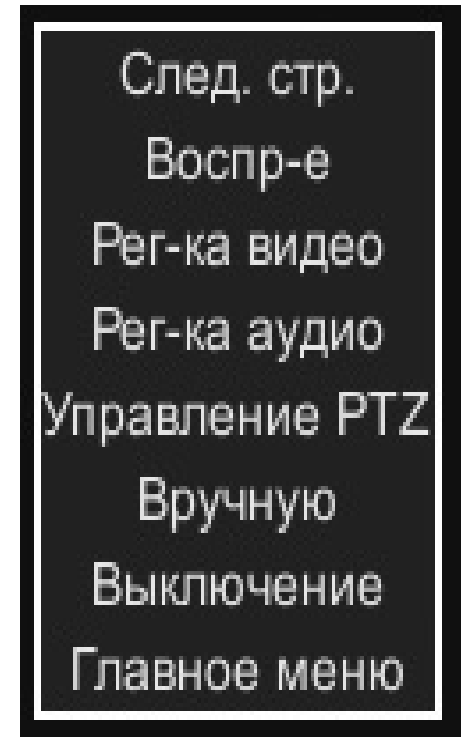 След. стр.
Воспр-е
Рег-ка видео
Рег-ка аудио
Управление PTZ
Вручную
Выключение
Главное меню